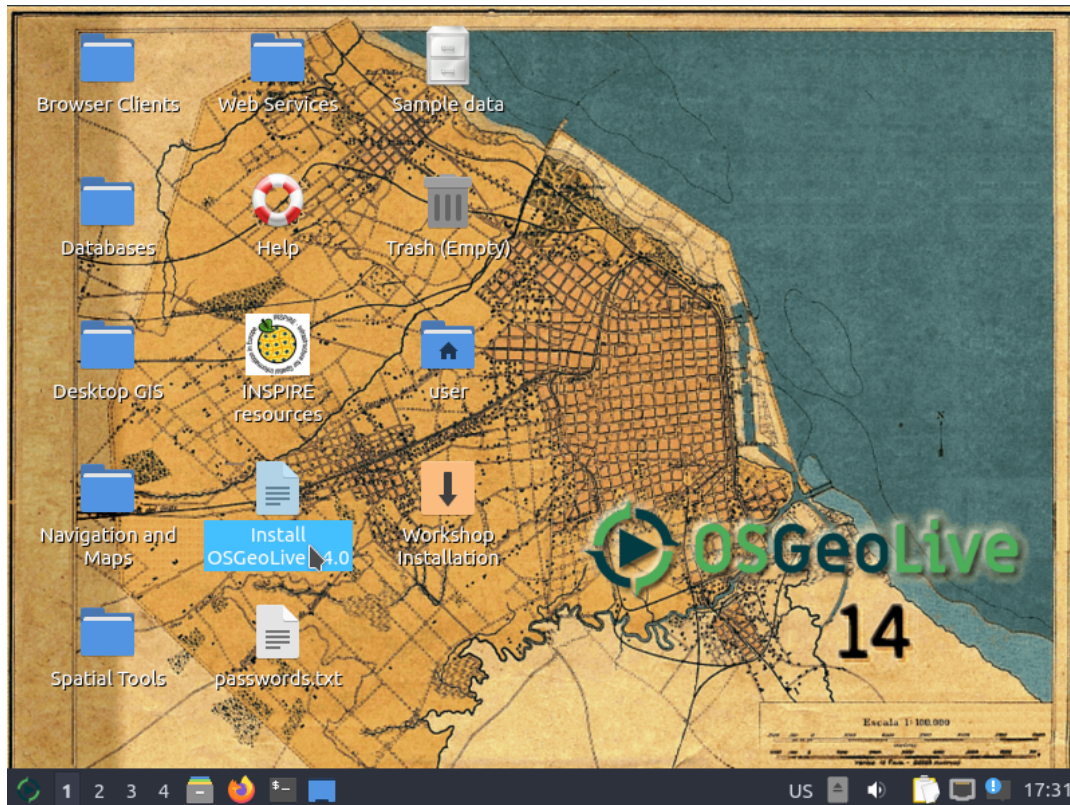 Browser Clients
Web Services
Sample data
Databases
Help
Trash (Empty)
Desktop GIS
INSPIRE
resources
user
Navigation and
Maps
Install
OSGeoLive 4.0
Workshop
Installation
OSGeoLive
14
Spatial Tools
passwords.txt
N
Escala 1:100.000
1 2 3 4
$-
US
17:31